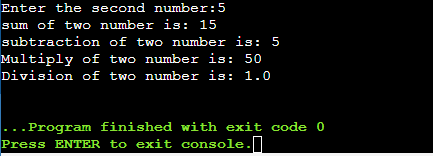 Enter the second number:5
sum of two number is: 15
subtraction of two number is: 5
Multiply of two number is: 50
Division of two number is: 1.0
...Program finished with exit code 0
Press ENTER to exit console.